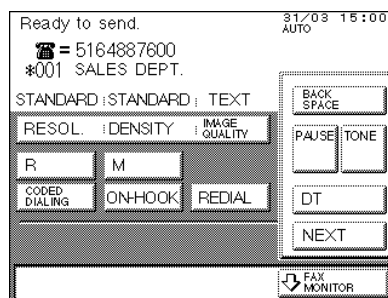 Ready to send.
31/03 15:00
AUTO
= 5164887600
*001 SALES DEPT.
STANDARD STANDARD TEXT
BACK SPACE
RESOL. DENSITY IMAGE QUALITY
PAUSE TONE
R M
CODED DIALING ON-HOOK REDIAL
DT
NEXT
FAX MONITOR